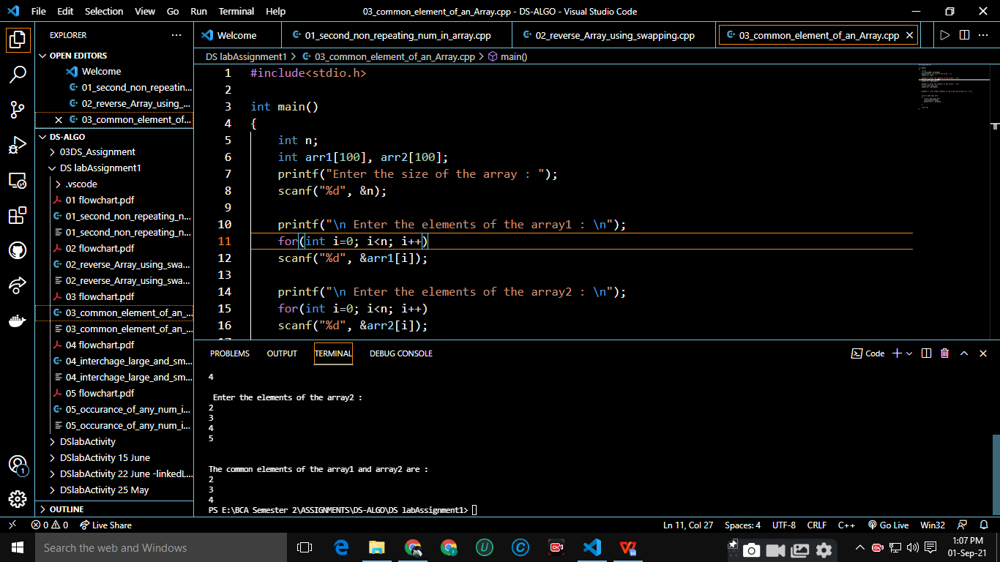 File Edit Selection View Go Run Terminal Help 03_common_element_of_an_Array.cpp - DS-ALGO - Visual Studio Code
EXPLORER
Welcome 01_second_non_repeating_num_in_array.cpp 02_reverse_Array_using_swapping.cpp 03_common_element_of_an_Array.cpp
OPEN EDITORS
Welcome
01_second_non_repeatin...
02_reverse_Array_using_...
03_common_element_of...
DS-ALGO
03DS_Assignment
DS labAssignment1
.vscode
01 flowchart.pdf
01_second_non_repeating_n...
01_second_non_repeating_n...
02 flowchart.pdf
02_reverse_Array_using_swa...
02_reverse_Array_using_swa...
03 flowchart.pdf
03_common_element_of_an_...
03_common_element_of_an_...
04 flowchart.pdf
04_interchage_large_and_sm...
04_interchage_large_and_sm...
05 flowchart.pdf
05_occurance_of_any_num_i...
05_occurance_of_any_num_i...
DSlabActivity
DSlabActivity 15 June
DSlabActivity 22 June -linkedL...
DSlabActivity 25 May
OUTLINE
1
DS labAssignment1 > 03_common_element_of_an_Array.cpp > main()
1 #include<stdio.h>
2
3 int main()
4 {
5 int n;
6 int arr1[100], arr2[100];
7 printf("Enter the size of the array : ");
8 scanf("%d", &n);
9
10 printf("\n Enter the elements of the array1 : \n");
11 for(int i=0; i<n; i++)
12 scanf("%d", &arr1[i]);
13
14 printf("\n Enter the elements of the array2 : \n");
15 for(int i=0; i<n; i++)
16 scanf("%d", &arr2[i]);
PROBLEMS OUTPUT TERMINAL DEBUG CONSOLE Code
4
Enter the elements of the array2 :
2
3
4
5
The common elements of the array1 and array2 are :
2
3
4
PS E:\BCA Semester 2\ASSIGNMENTS\DS-ALGO\DS labAssignment1>
0 0 Live Share Ln 11, Col 27 Spaces: 4 UTF-8 CRLF C++ Go Live Win32
Search the web and Windows
1:07 PM
01-Sep-21